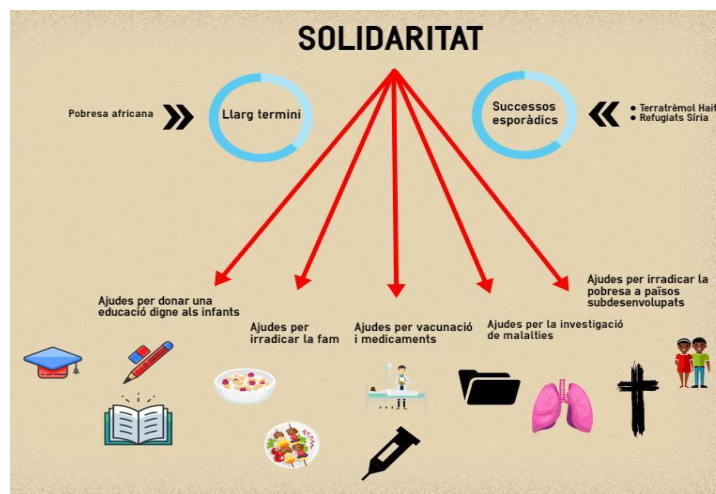 SOLIDARITAT
Pobresa africana
Llarg termini
Successos
esporàdics
● Terratrèmol Hait
● Refugiats Síria
Ajudes per donar una
educació digne als infants
Ajudes per
irradicar la fam
Ajudes per vacunació
i medicaments
Ajudes per la investigació
de malalties
Ajudes per irradicar la
pobresa a països
subdesenvolupats